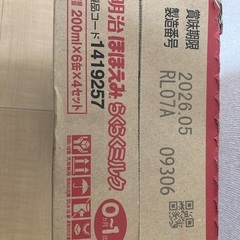 明治ほほえみらくらくミルク
200ml×6缶×4セット
品コード 1419257
0か
1
賞味期限
製造番号
2026.05
RL07A 09306